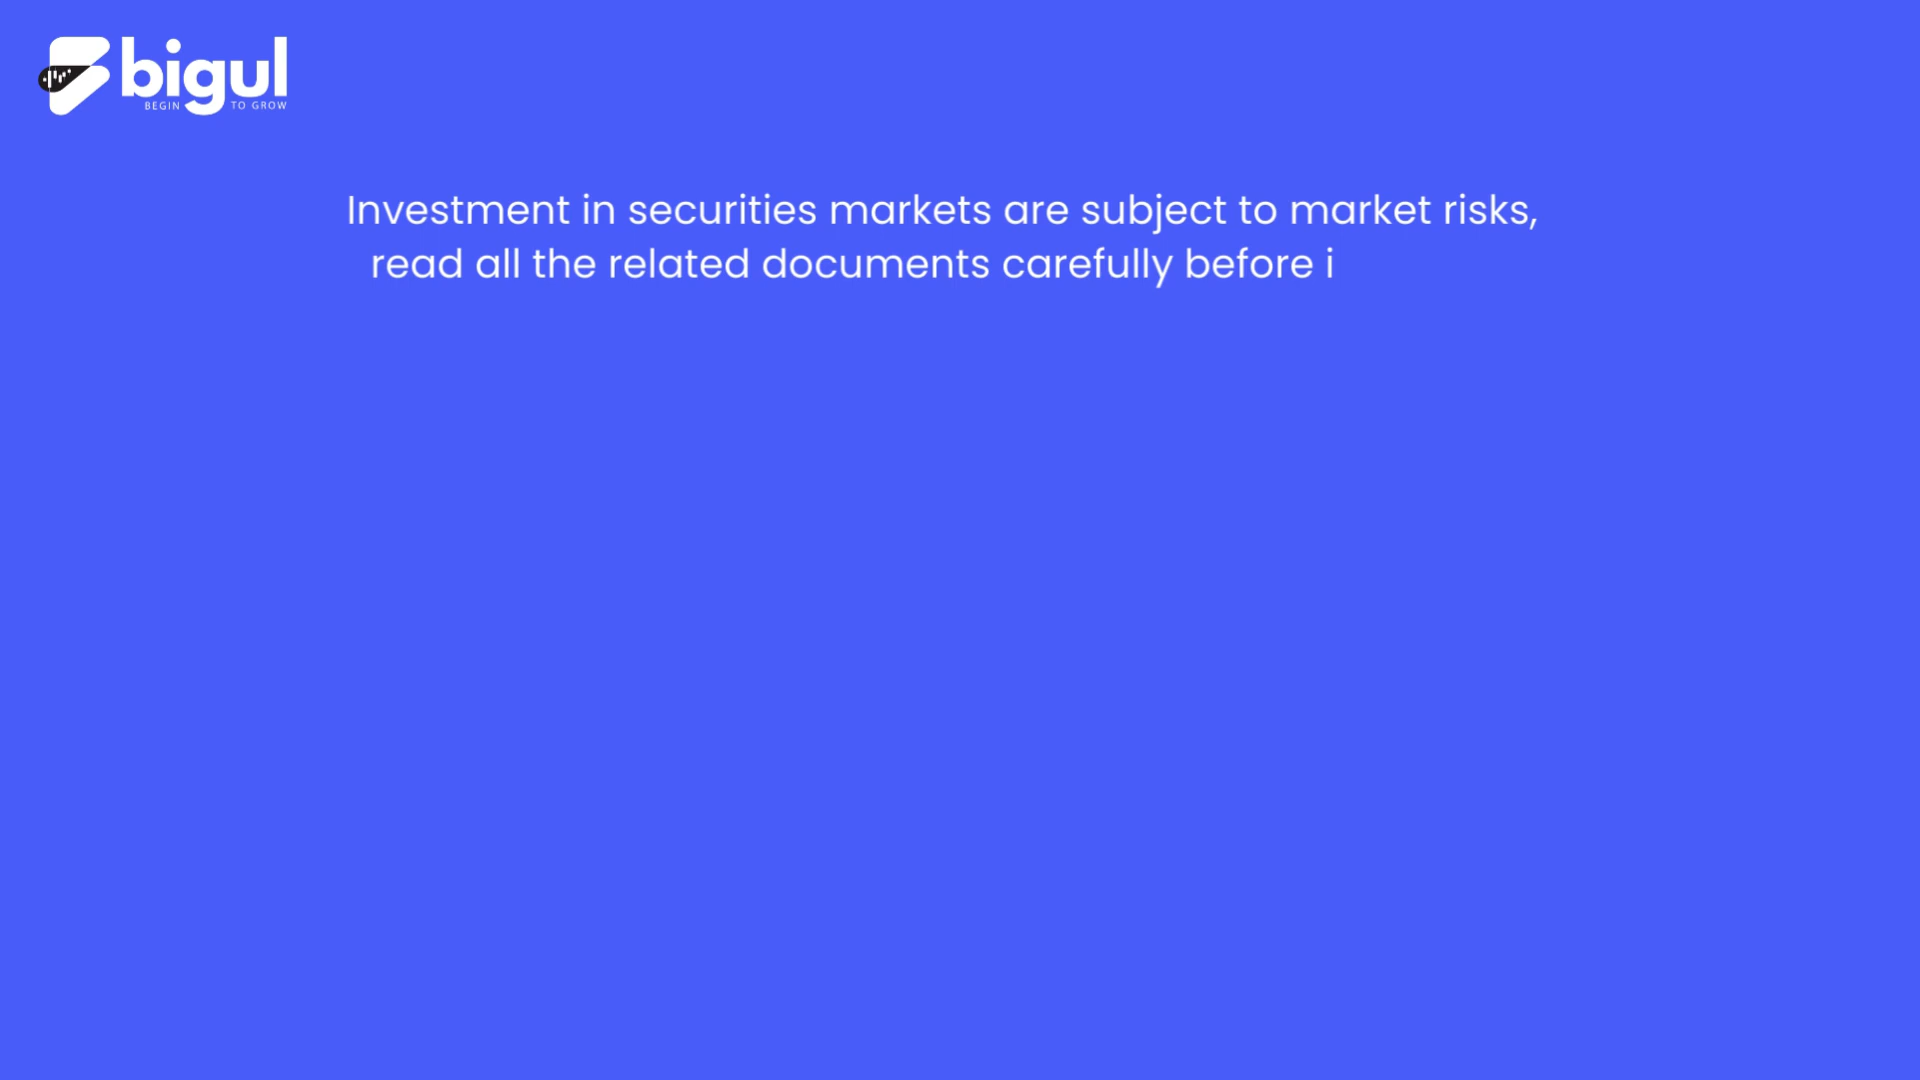 bigul
BEGIN TO GROW
Investment in securities markets are subject to market risks,
read all the related documents carefully before i